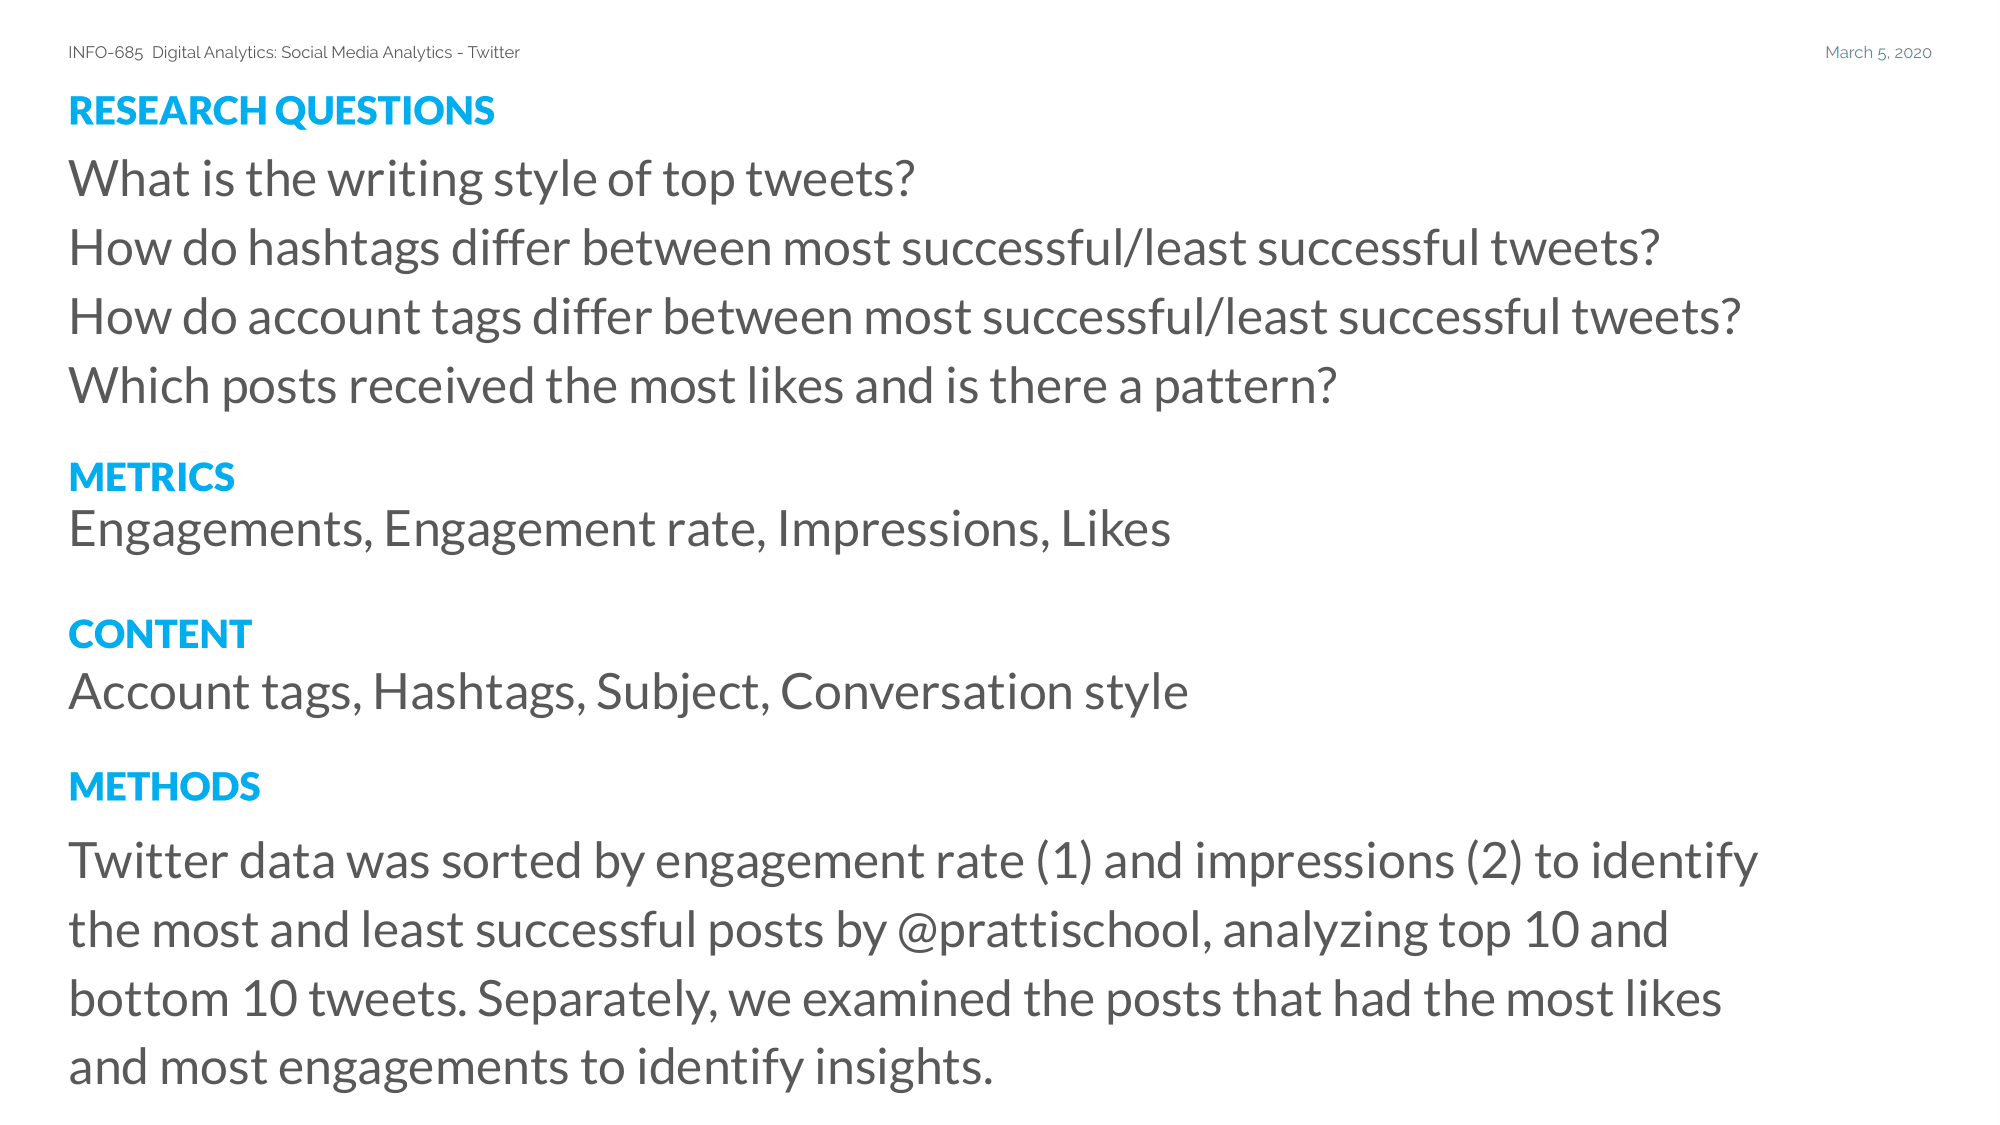 INFO-685 Digital Analytics: Social Media Analytics - Twitter
March 5, 2020
RESEARCH QUESTIONS
What is the writing style of top tweets?
How do hashtags differ between most successful/least successful tweets?
How do account tags differ between most successful/least successful tweets?
Which posts received the most likes and is there a pattern?
METRICS
Engagements, Engagement rate, Impressions, Likes
CONTENT
Account tags, Hashtags, Subject, Conversation style
METHODS
Twitter data was sorted by engagement rate (1) and impressions (2) to identify
the most and least successful posts by @prattischool, analyzing top 10 and
bottom 10 tweets. Separately, we examined the posts that had the most likes
and most engagements to identify insights.